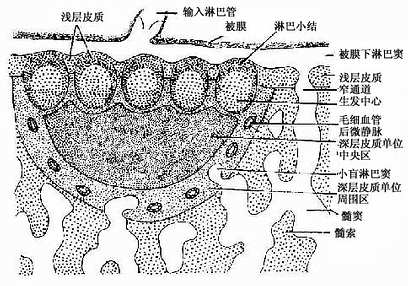 浅层皮质
输入淋巴管
被膜
淋巴小结
被膜下淋巴窦
浅层皮质
窄通道
生发中心
毛细血管
后微静脉
深层皮质单位
中央区
小百淋巴窦
深层皮质单位
周围区
髓窦
髓索